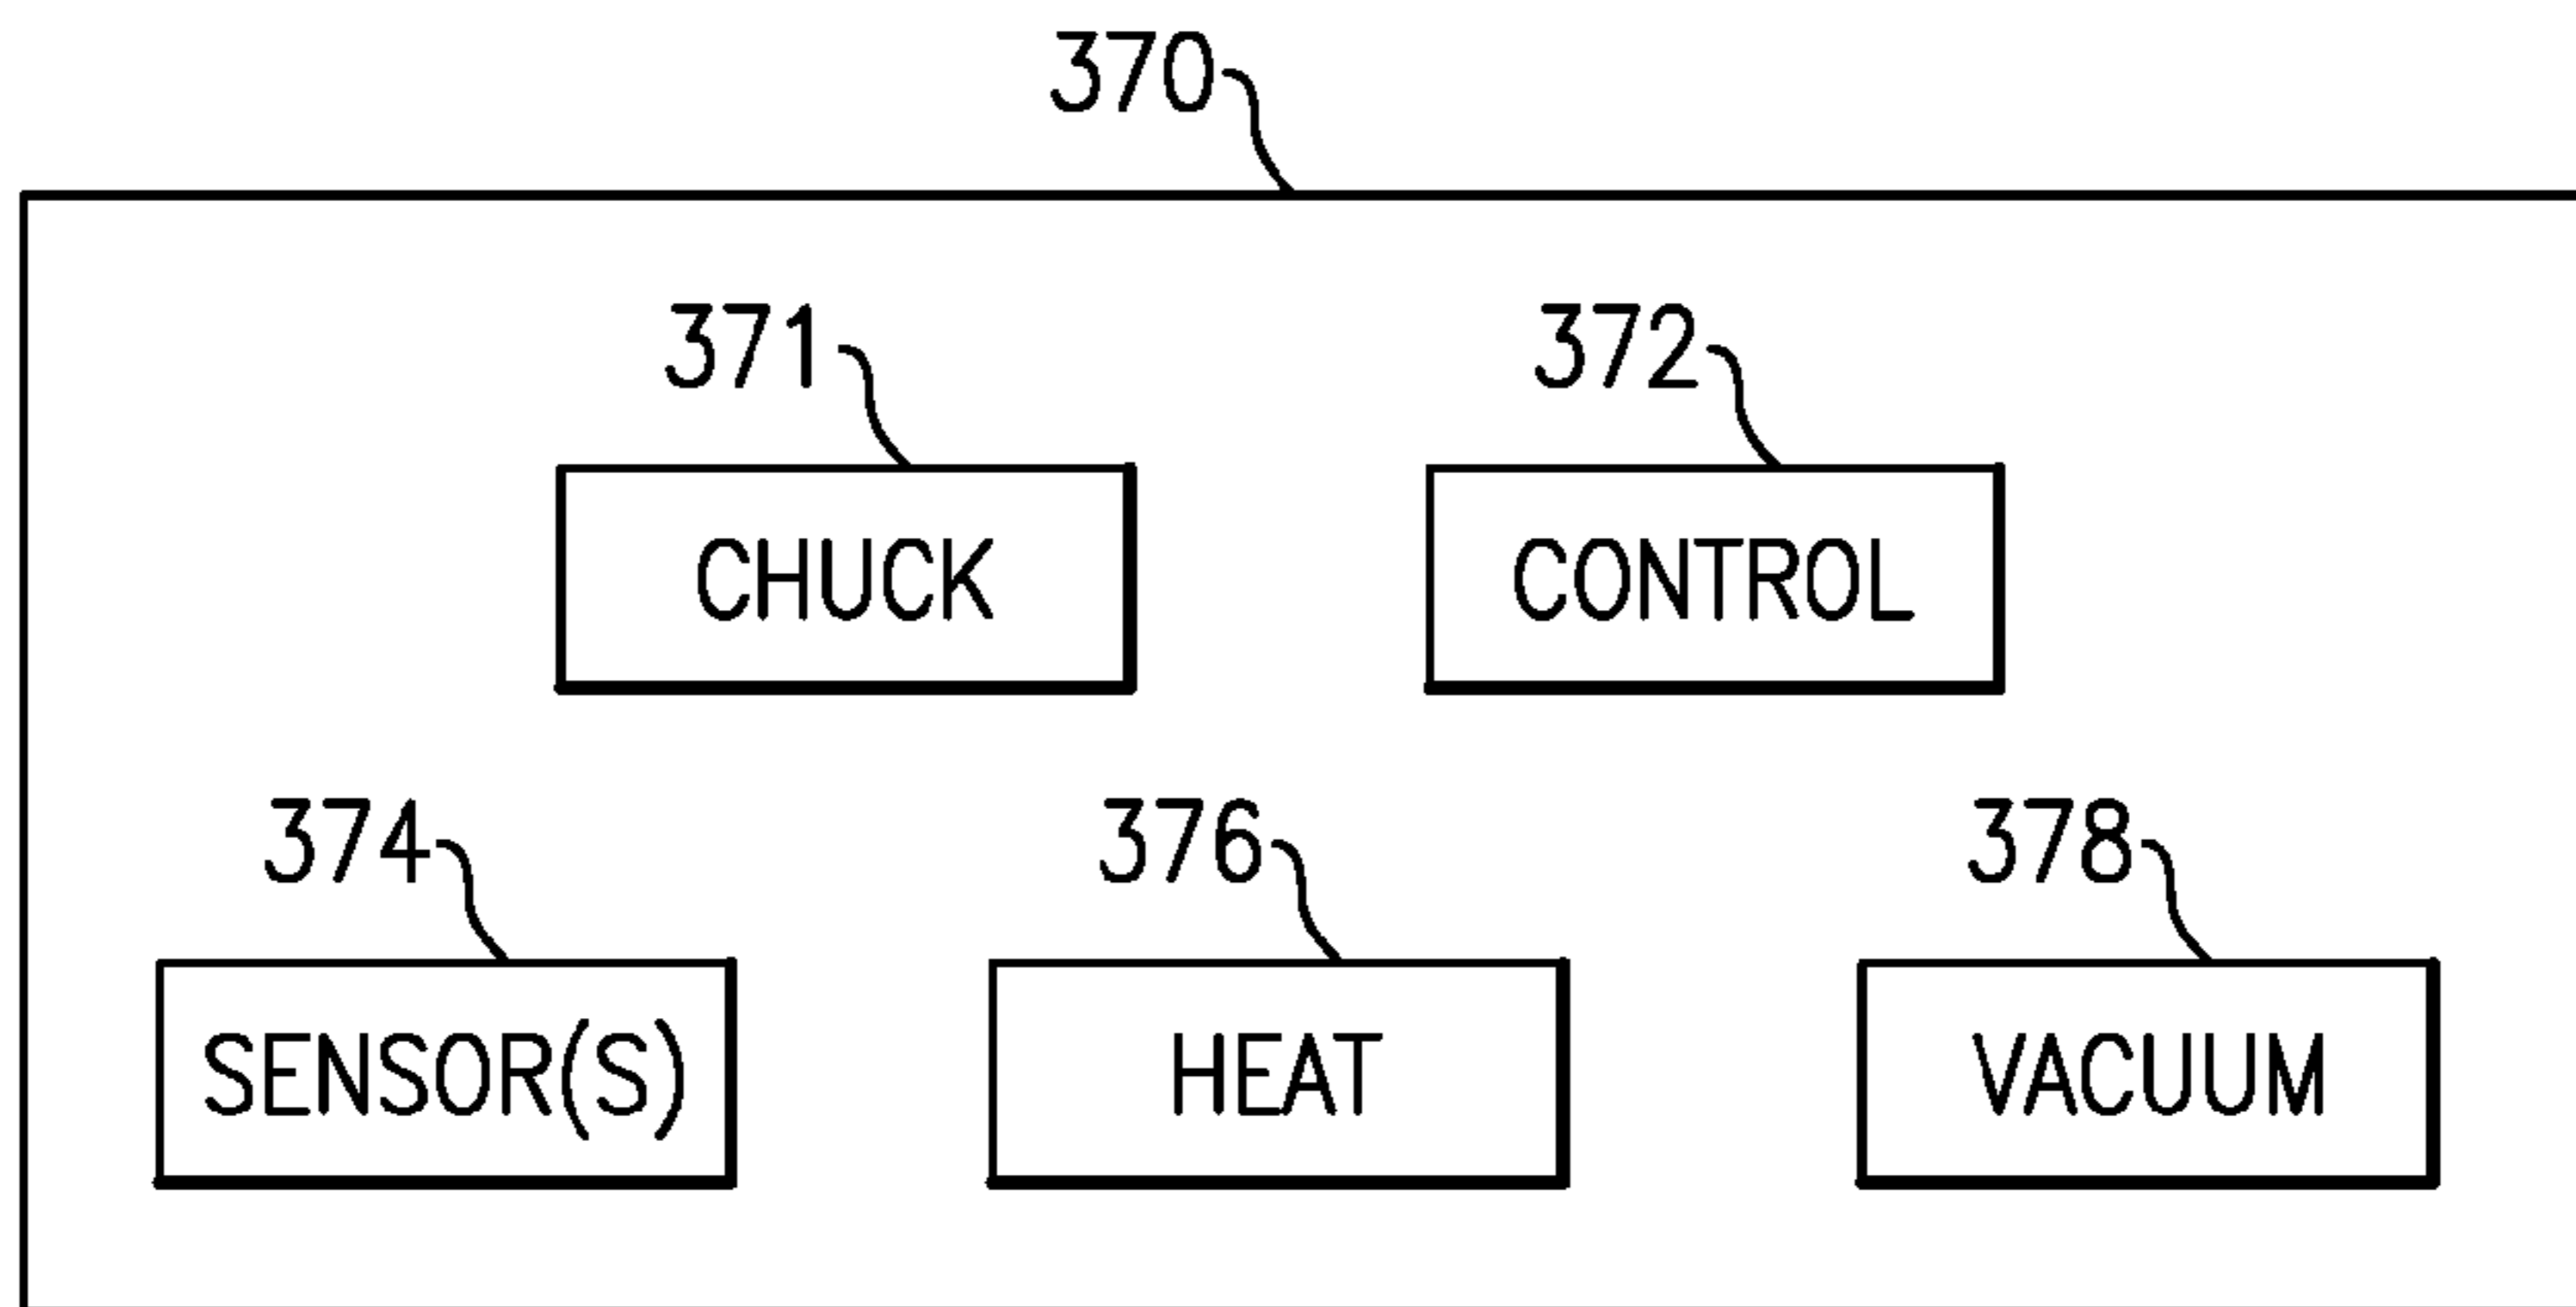 370
371
372
CHUCK
CONTROL
374
376
378
SENSOR(S)
HEAT
VACUUM